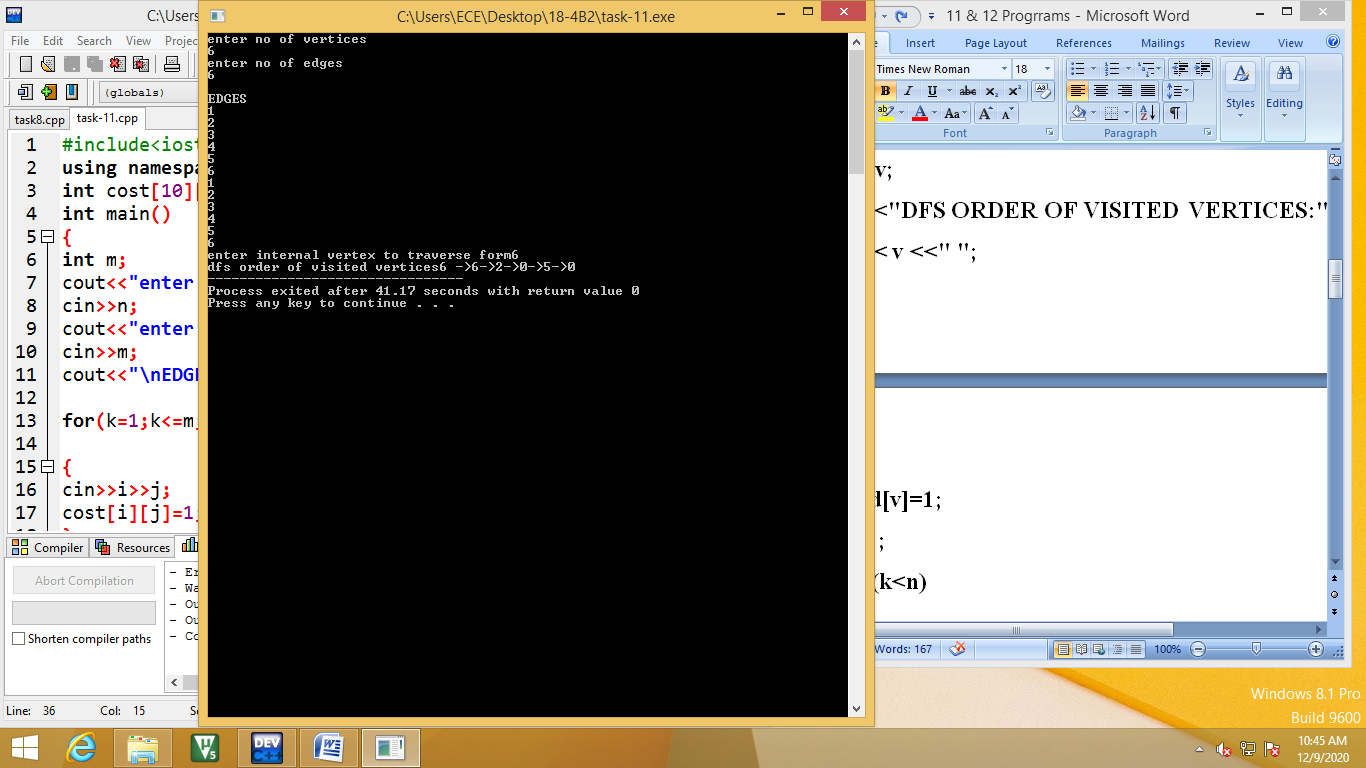 C:\Us
File Edit Search View Projec
(globals)
task8.cpp task-11.cpp
1 #include<iost
2 using namespa
3 int cost[10]
4 int main()
5 {
6 int m;
7 cout<<"enter
8 cin>>n;
9 cout<<"enter
10 cin>>m;
11 cout<<"\nEDG
12
13 for(k=1;k<=m
14
15 {
16 cin>>i>>j;
17 cost[i][j]=1
Compiler Resources
Abort Compilation
Shorten compiler paths
- Er
- Wa
- Ou
- Ou
- Co
Line: 36 Col: 15 Se
C:\Users\ECE\Desktop\18-4B2\task-11.exe
enter no of vertices
6
enter no of edges
6
EDGES
1
2
3
4
5
6
1
2
3
4
5
6
enter internal vertex to traverse form6
dfs order of visited vertices6 ->6->2->0->5->0
--------------------------------
Process exited after 41.17 seconds with return value 0
Press any key to continue . . .
11 & 12 Progrrams - Microsoft Word
Insert Page Layout References Mailings Review View
Times New Roman 18
B I U abc x₂ x² Aa
ab A Aa A A
Font Paragraph Styles Editing
v;
<"DFS ORDER OF VISITED VERTICES:"
< v <<" ";
d[v]=1;
;
(k<n)
Words: 167 100%
Windows 8.1 Pro
Build 9600
DEV C++
10:45 AM
12/9/2020